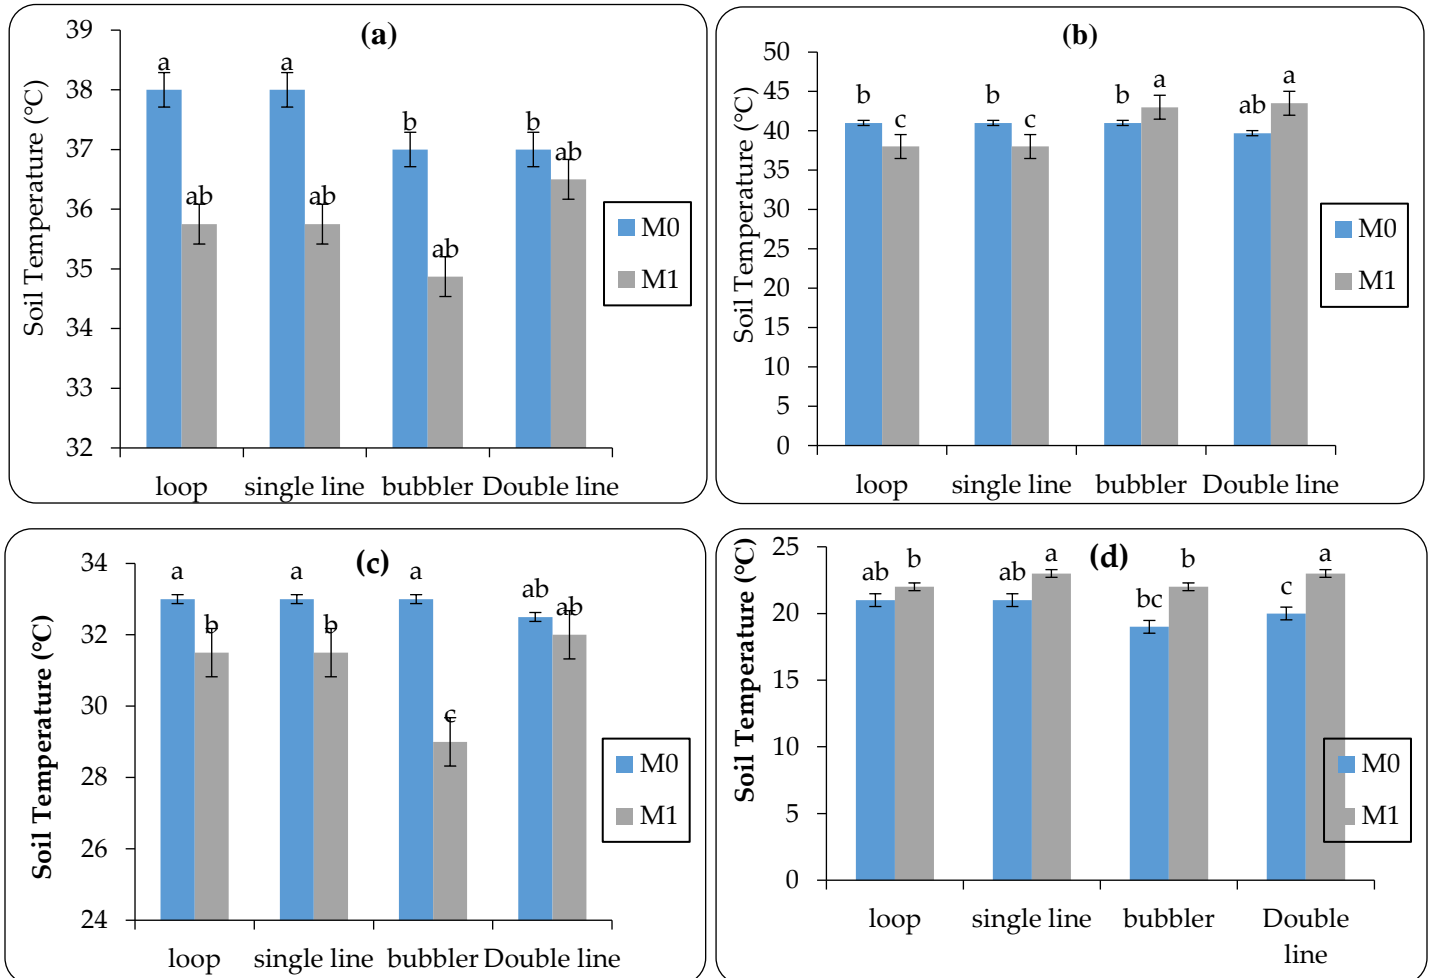 (a)
Soil Temperature (°C)
39
38
37
36
35
34
33
32
a
ab
a
ab
b
ab
b
ab
loop
single line
bubbler
Double line
M0
M1
(b)
Soil Temperature (°C)
50
45
40
35
30
25
20
15
10
5
0
b
c
b
c
b
a
ab
a
loop
single line
bubbler
Double line
M0
M1
(c)
Soil Temperature (°C)
34
32
30
28
26
24
a
b
a
b
a
c
ab
ab
loop
single line
bubbler
Double line
M0
M1
(d)
Soil Temperature (°C)
25
20
15
10
5
0
ab
b
ab
a
bc
b
c
a
loop
single line
bubbler
Double
line
M0
M1